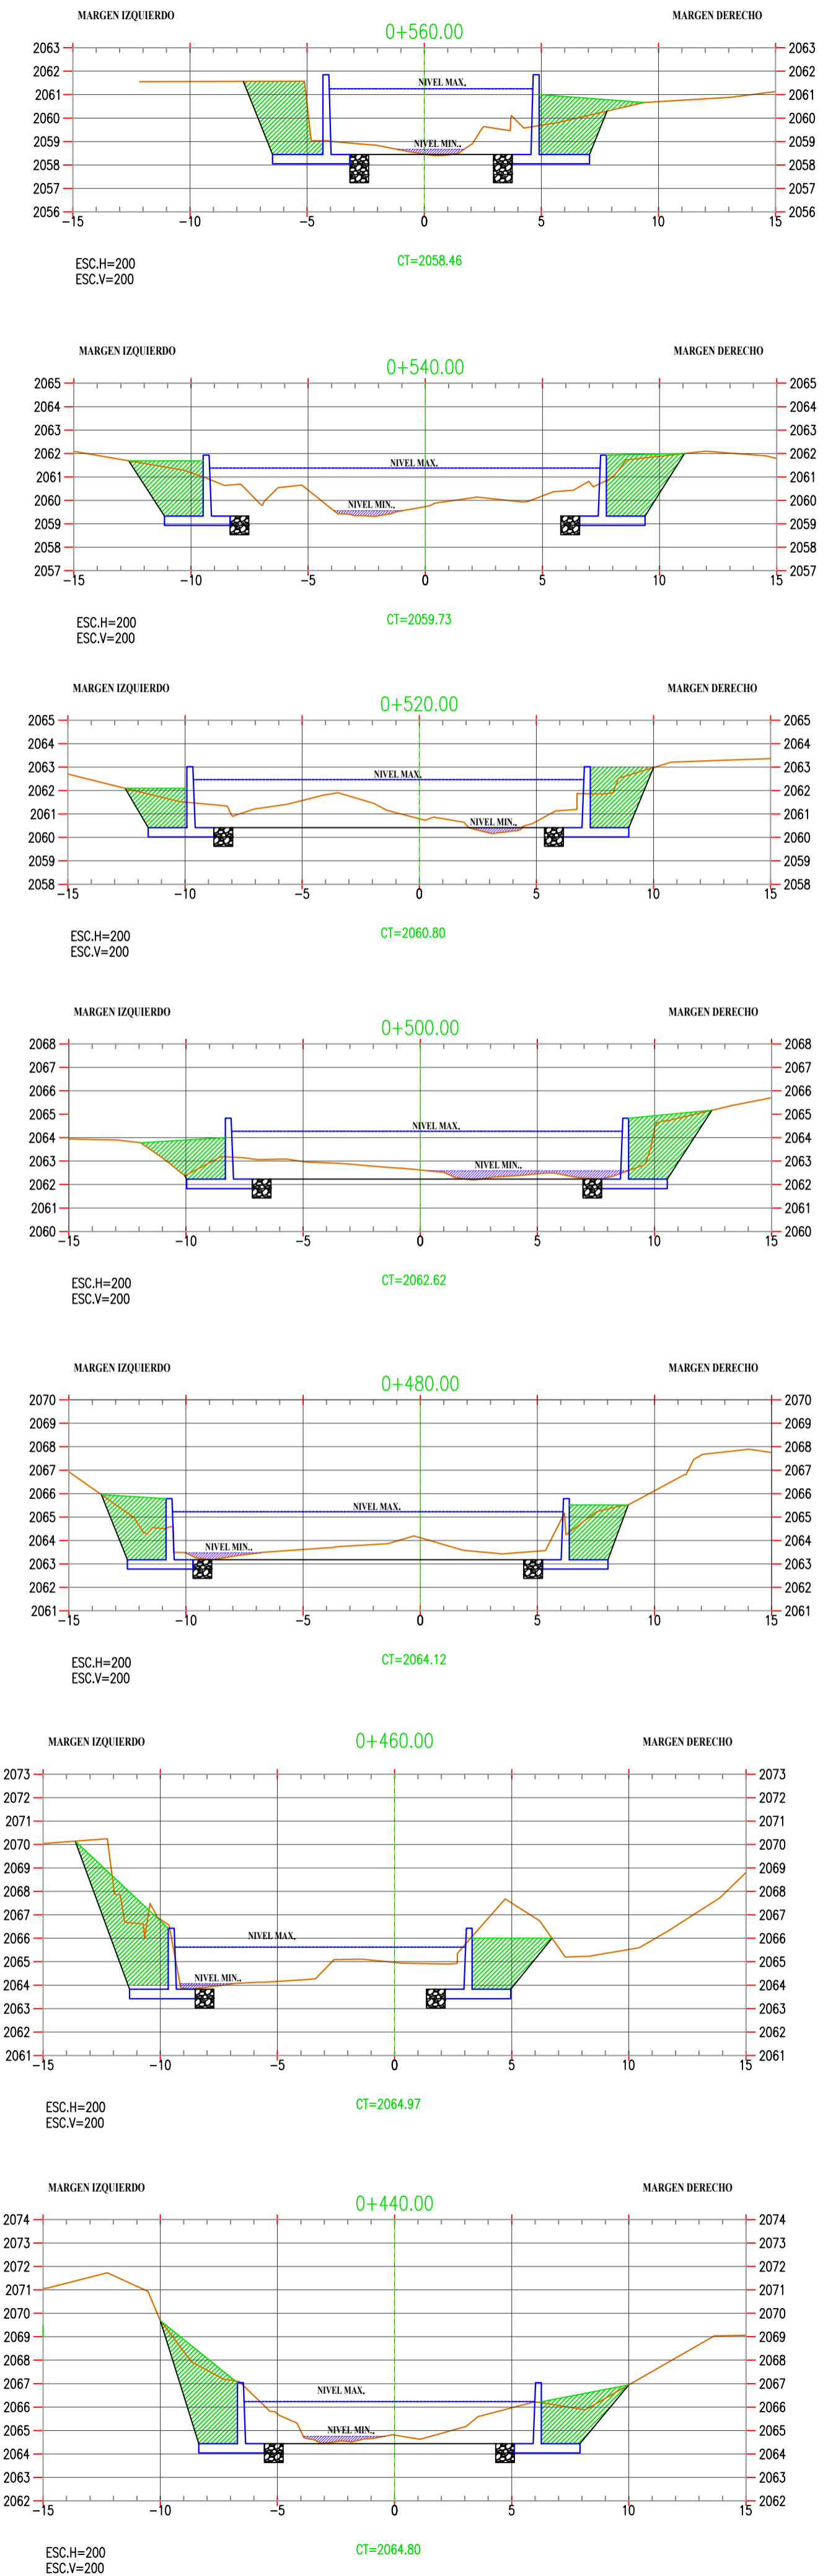 MARGEN IZQUIERDO MARGEN DERECHO
0+560.00
2063 2063
2062 2062
NIVEL MAX.
2061 2061
2060 2060
2059 NIVEL MIN.. 2059
2058 2058
2057 2057
2056 2056
-15 -10 -5 0 5 10 15
ESC.H=200 CT=2058.46
ESC.V=200
MARGEN IZQUIERDO MARGEN DERECHO
0+540.00
2065 2065
2064 2064
2063 2063
2062 2062
NIVEL MAX.
2061 2061
2060 NIVEL MIN.. 2060
2059 2059
2058 2058
2057 2057
-15 -10 -5 0 5 10 15
ESC.H=200 CT=2059.73
ESC.V=200
MARGEN IZQUIERDO MARGEN DERECHO
0+520.00
2065 2065
2064 2064
2063 2063
NIVEL MAX.
2062 2062
2061 2061
NIVEL MIN..
2060 2060
2059 2059
2058 2058
-15 -10 -5 0 5 10 15
ESC.H=200 CT=2060.80
ESC.V=200
MARGEN IZQUIERDO MARGEN DERECHO
0+500.00
2068 2068
2067 2067
2066 2066
2065 2065
NIVEL MAX.
2064 2064
2063 NIVEL MIN.. 2063
2062 2062
2061 2061
2060 2060
-15 -10 -5 0 5 10 15
ESC.H=200 CT=2062.62
ESC.V=200
MARGEN IZQUIERDO MARGEN DERECHO
0+480.00
2070 2070
2069 2069
2068 2068
2067 2067
2066 2066
NIVEL MAX.
2065 2065
2064 2064
NIVEL MIN..
2063 2063
2062 2062
2061 2061
-15 -10 -5 0 5 10 15
ESC.H=200 CT=2064.12
ESC.V=200
MARGEN IZQUIERDO 0+460.00 MARGEN DERECHO
2073 2073
2072 2072
2071 2071
2070 2070
2069 2069
2068 2068
2067 2067
2066 NIVEL MAX. 2066
2065 2065
NIVEL MIN..
2064 2064
2063 2063
2062 2062
2061 2061
-15 -10 -5 0 5 10 15
ESC.H=200 CT=2064.97
ESC.V=200
MARGEN IZQUIERDO MARGEN DERECHO
0+440.00
2074 2074
2073 2073
2072 2072
2071 2071
2070 2070
2069 2069
2068 2068
2067 2067
NIVEL MAX.
2066 2066
2065 NIVEL MIN.. 2065
2064 2064
2063 2063
2062 2062
-15 -10 -5 0 5 10 15
ESC.H=200 CT=2064.80
ESC.V=200